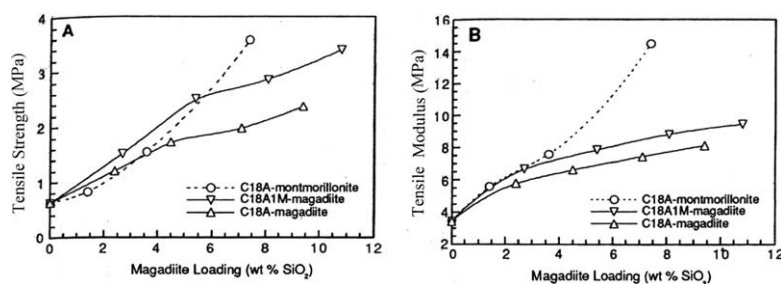 A
Tensile Strength (MPa)
4
3
2
1
0
0 2 4 6 8 10 12
Magadiite Loading (wt % SiO₂)
C18A-montmorillonite
C18A1M-magadiite
C18A-magadiite
B
Tensile Modulus (MPa)
16
14
12
10
8
6
4
2
0 2 4 6 8 10 12
Magadiite Loading (wt % SiO₂)
C18A-montmorillonite
C18A1M-magadiite
C18A-magadiite